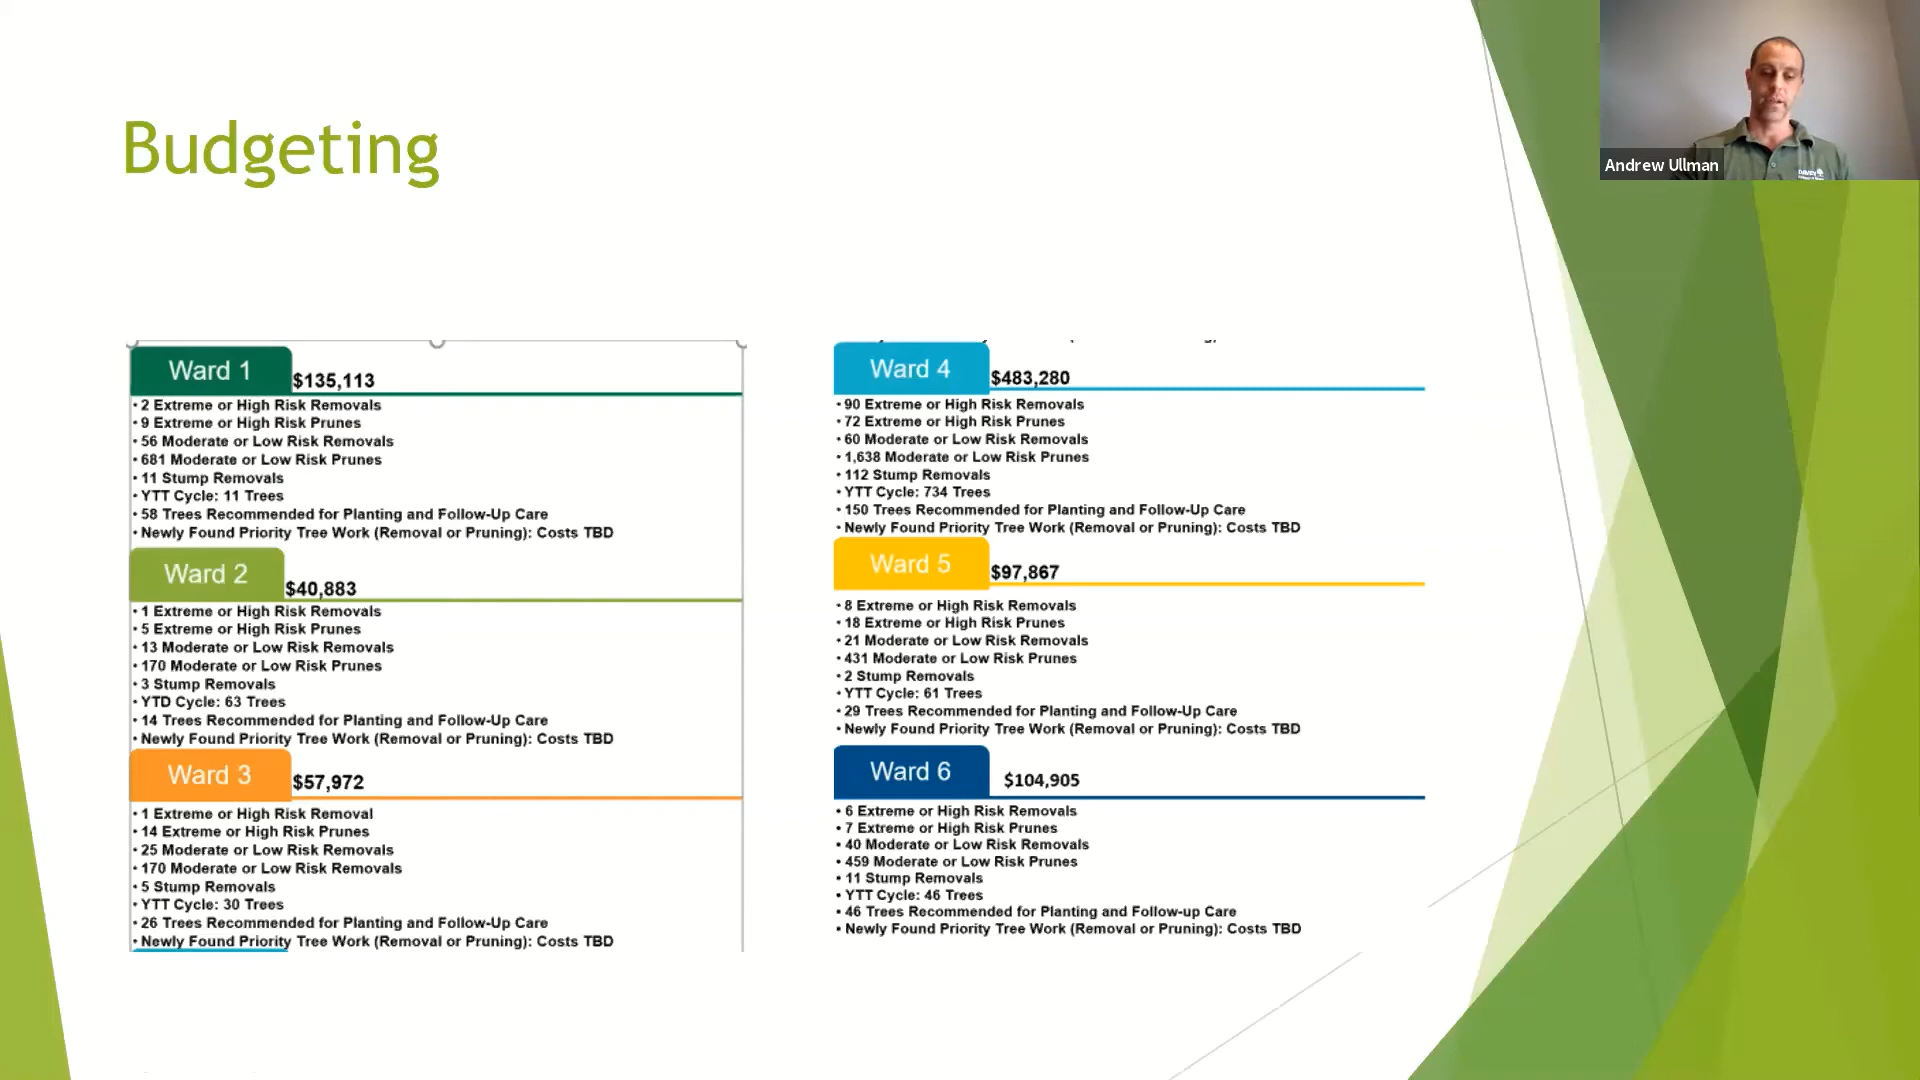 Budgeting
Andrew Ullman
DAVEY
Ward 1
$135,113
• 2 Extreme or High Risk Removals
• 9 Extreme or High Risk Prunes
• 56 Moderate or Low Risk Removals
• 681 Moderate or Low Risk Prunes
• 11 Stump Removals
• YTT Cycle: 11 Trees
• 58 Trees Recommended for Planting and Follow-Up Care
• Newly Found Priority Tree Work (Removal or Pruning): Costs TBD
Ward 2
$40,883
• 1 Extreme or High Risk Removals
• 5 Extreme or High Risk Prunes
• 13 Moderate or Low Risk Removals
• 170 Moderate or Low Risk Prunes
• 3 Stump Removals
• YTD Cycle: 63 Trees
• 14 Trees Recommended for Planting and Follow-Up Care
• Newly Found Priority Tree Work (Removal or Pruning): Costs TBD
Ward 3
$57,972
• 1 Extreme or High Risk Removal
• 14 Extreme or High Risk Prunes
• 25 Moderate or Low Risk Removals
• 170 Moderate or Low Risk Removals
• 5 Stump Removals
• YTT Cycle: 30 Trees
• 26 Trees Recommended for Planting and Follow-Up Care
• Newly Found Priority Tree Work (Removal or Pruning): Costs TBD
Ward 4
$483,280
• 90 Extreme or High Risk Removals
• 72 Extreme or High Risk Prunes
• 60 Moderate or Low Risk Removals
• 1,638 Moderate or Low Risk Prunes
• 112 Stump Removals
• YTT Cycle: 734 Trees
• 150 Trees Recommended for Planting and Follow-Up Care
• Newly Found Priority Tree Work (Removal or Pruning): Costs TBD
Ward 5
$97,867
• 8 Extreme or High Risk Removals
• 18 Extreme or High Risk Prunes
• 21 Moderate or Low Risk Removals
• 431 Moderate or Low Risk Prunes
• 2 Stump Removals
• YTT Cycle: 61 Trees
• 29 Trees Recommended for Planting and Follow-Up Care
• Newly Found Priority Tree Work (Removal or Pruning): Costs TBD
Ward 6
$104,905
• 6 Extreme or High Risk Removals
• 7 Extreme or High Risk Prunes
• 40 Moderate or Low Risk Removals
• 459 Moderate or Low Risk Prunes
• 11 Stump Removals
• YTT Cycle: 46 Trees
• 46 Trees Recommended for Planting and Follow-up Care
• Newly Found Priority Tree Work (Removal or Pruning): Costs TBD